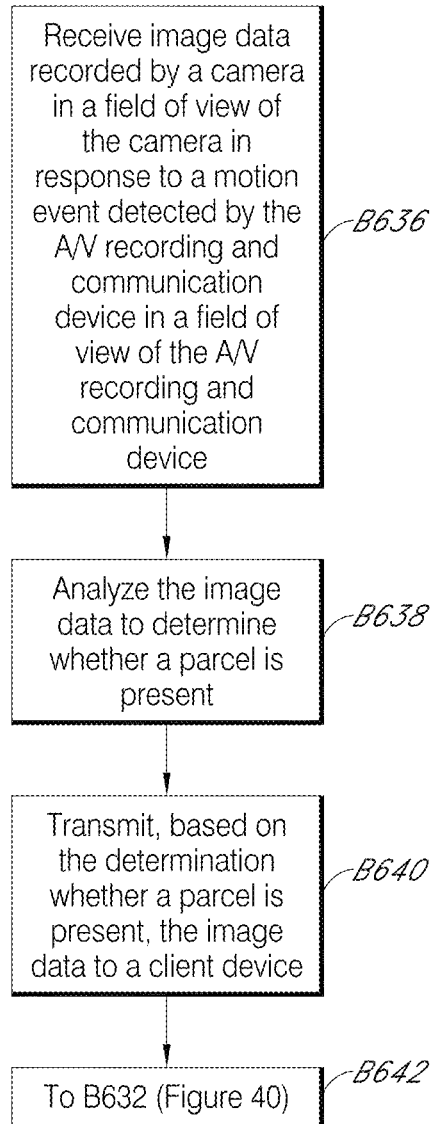 Receive image data
recorded by a camera
in a field of view of
the camera in
response to a motion
event detected by the
A/V recording and
communication
device in a field of
view of the A/V
recording and
communication
device
B636
Analyze the image
data to determine
whether a parcel is
present
B638
Transmit, based on
the determination
whether a parcel is
present, the image
data to a client device
B640
To B632 (Figure 40)
B642